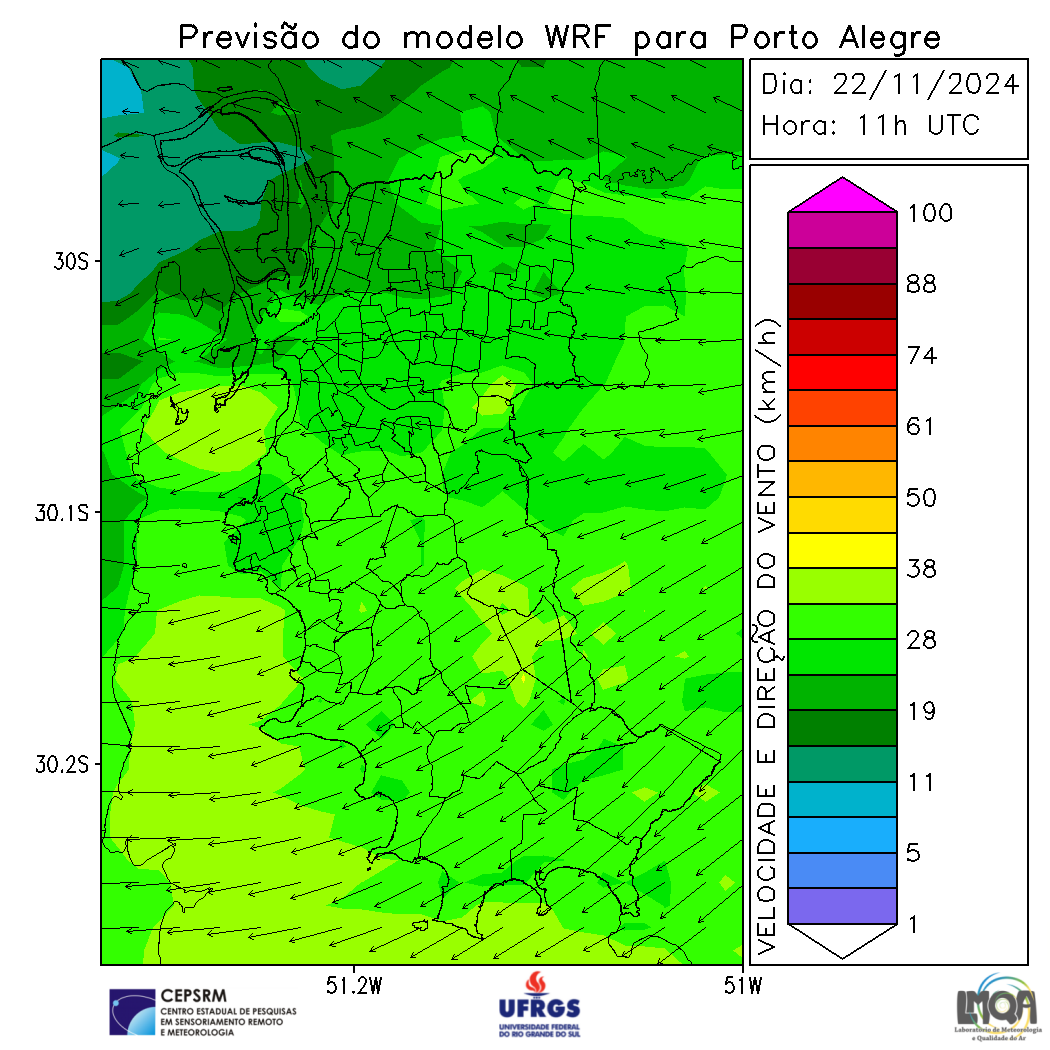 Previsão do modelo WRF para Porto Alegre
Dia: 22/11/2024
Hora: 11h UTC
VELOCIDADE E DIREÇÃO DO VENTO (km/h)
100
88
74
61
50
38
28
19
11
5
1
30S
30.1S
30.2S
51.2W
51W
CEPSRM
CENTRO ESTADUAL DE PESQUISAS
EM SENSORIAMENTO REMOTO
E METEOROLOGIA
UFRGS
UNIVERSIDADE FEDERAL
DO RIO GRANDE DO SUL
LMQA
Laboratório de Meteorologia
e Qualidade do Ar